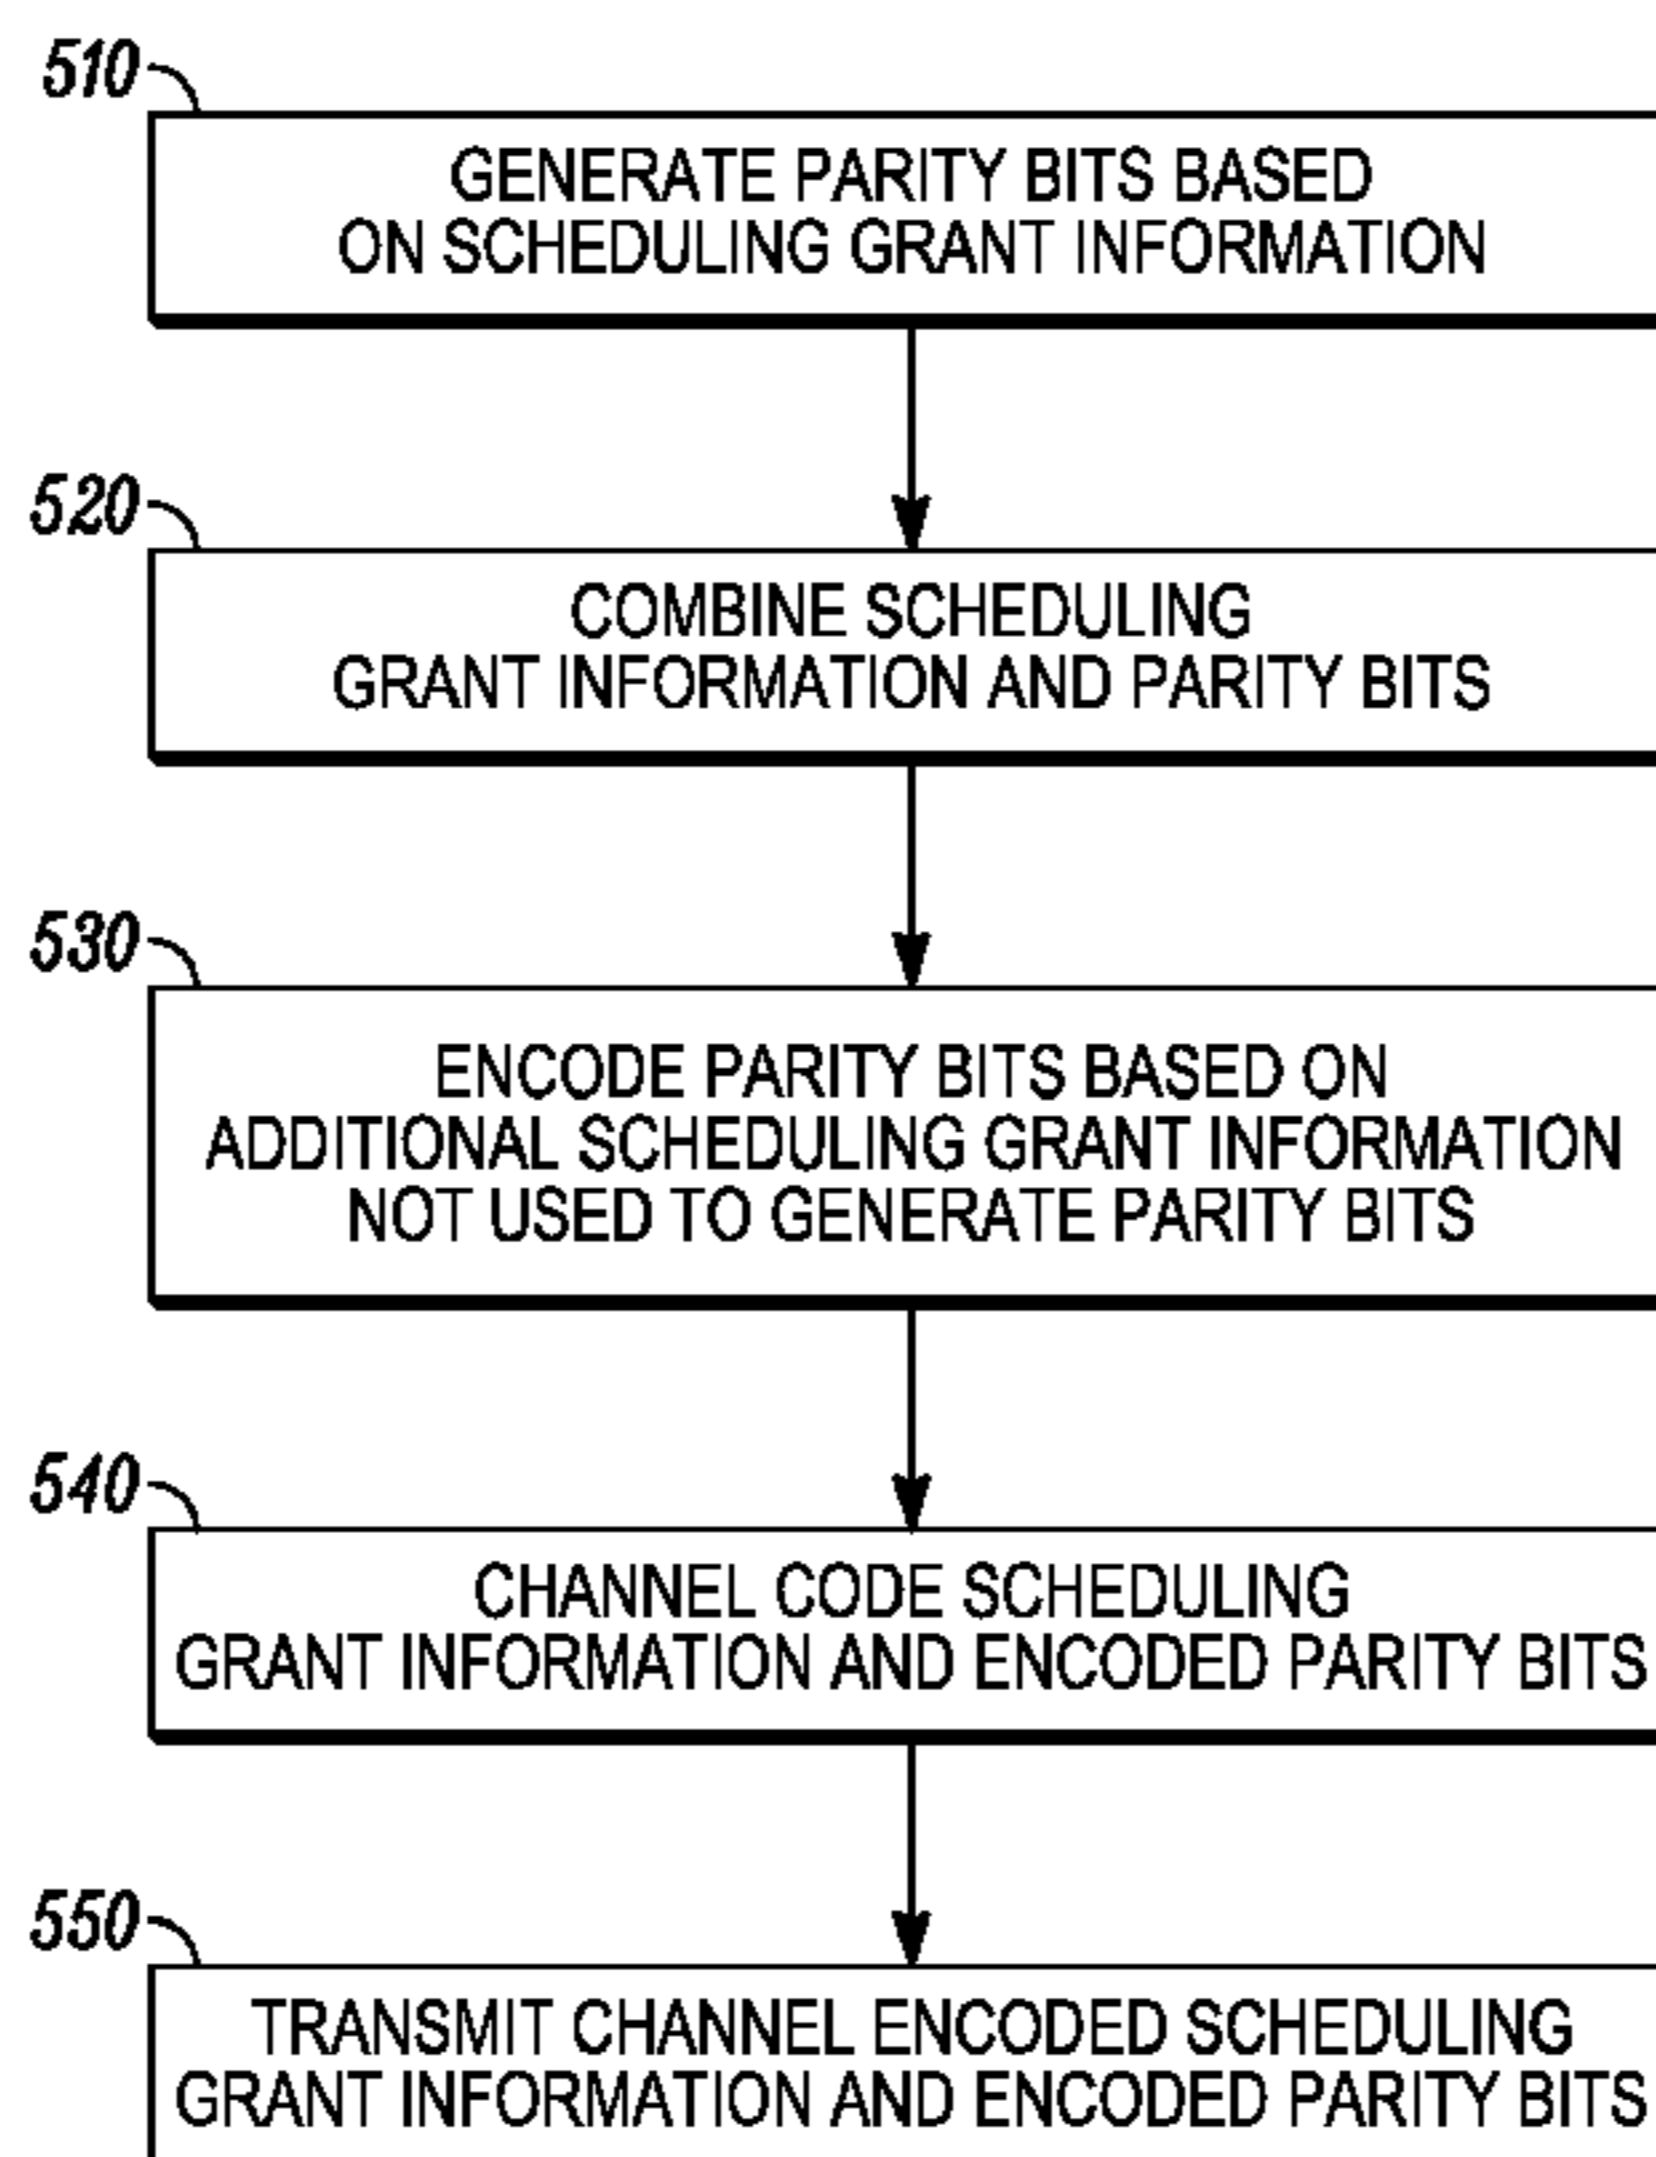 510
GENERATE PARITY BITS BASED
ON SCHEDULING GRANT INFORMATION
520
COMBINE SCHEDULING
GRANT INFORMATION AND PARITY BITS
530
ENCODE PARITY BITS BASED ON
ADDITIONAL SCHEDULING GRANT INFORMATION
NOT USED TO GENERATE PARITY BITS
540
CHANNEL CODE SCHEDULING
GRANT INFORMATION AND ENCODED PARITY BITS
550
TRANSMIT CHANNEL ENCODED SCHEDULING
GRANT INFORMATION AND ENCODED PARITY BITS